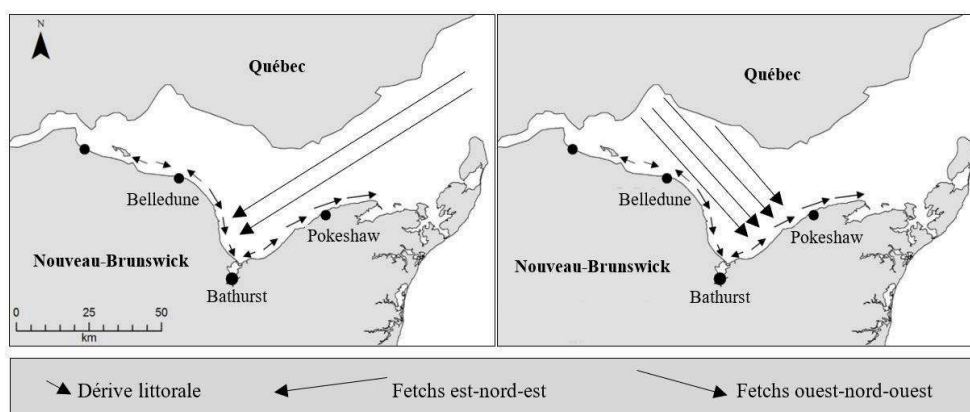 N
Québec
Belledune
Pokeshaw
Nouveau-Brunswick
Bathurst
0 25 50
km
Québec
Belledune
Pokeshaw
Nouveau-Brunswick
Bathurst
Dérive littorale Fetchs est-nord-est Fetchs ouest-nord-ouest